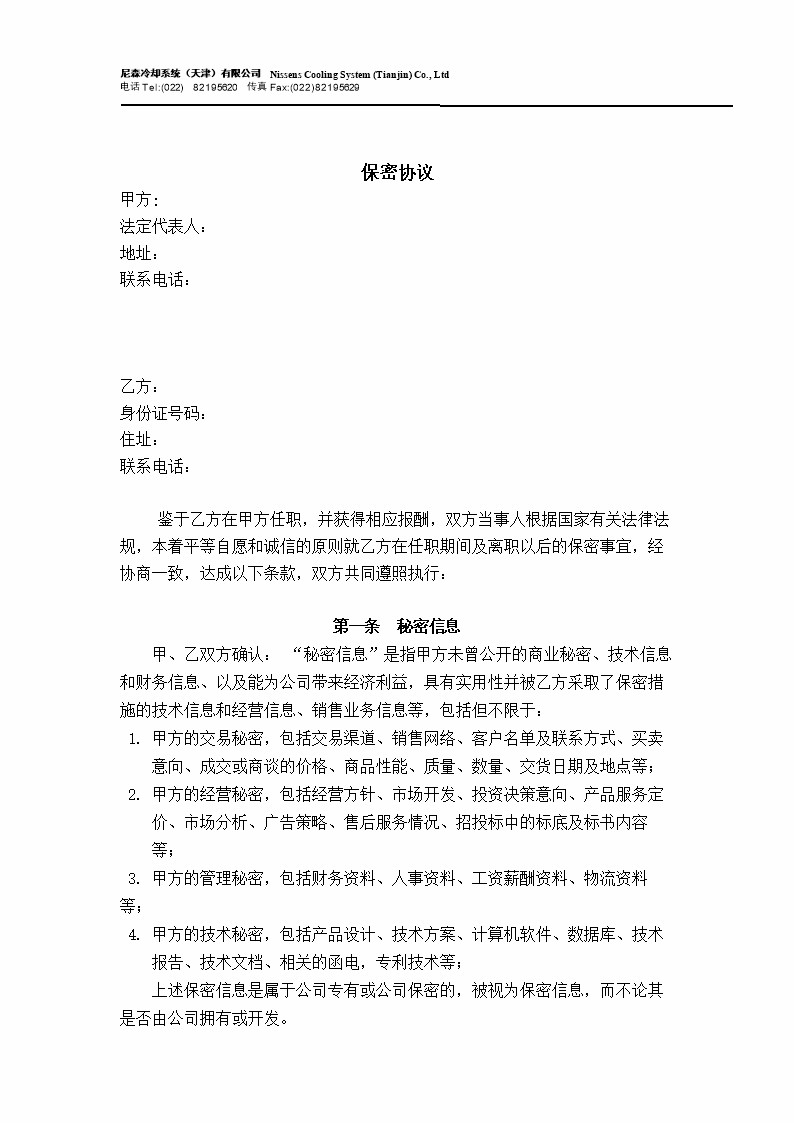 尼森冷却系统（天津）有限公司 Nissens Cooling System (Tianjin) Co., Ltd
电话 Tel:(022) 82195620 传真 Fax:(022)82195629
保密协议
甲方:
法定代表人:
地址:
联系电话:
乙方:
身份证号码:
住址:
联系电话:
鉴于乙方在甲方任职，并获得相应报酬，双方当事人根据国家有关法律法
规，本着平等自愿和诚信的原则就乙方在任职期间及离职以后的保密事宜，经
协商一致，达成以下条款，双方共同遵照执行:
第一条 秘密信息
甲、乙双方确认: “秘密信息”是指甲方未曾公开的商业秘密、技术信息
和财务信息、以及能为公司带来经济利益，具有实用性并被乙方采取了保密措
施的技术信息和经营信息、销售业务信息等，包括但不限于:
1. 甲方的交易秘密，包括交易渠道、销售网络、客户名单及联系方式、买卖
意向、成交或商谈的价格、商品性能、质量、数量、交货日期及地点等;
2. 甲方的经营秘密，包括经营方针、市场开发、投资决策意向、产品服务定
价、市场分析、广告策略、售后服务情况、招投标中的标底及标书内容
等;
3. 甲方的管理秘密，包括财务资料、人事资料、工资薪酬资料、物流资料
等;
4. 甲方的技术秘密，包括产品设计、技术方案、计算机软件、数据库、技术
报告、技术文档、相关的函电，专利技术等;
上述保密信息是属于公司专有或公司保密的，被视为保密信息，而不论其
是否由公司拥有或开发。